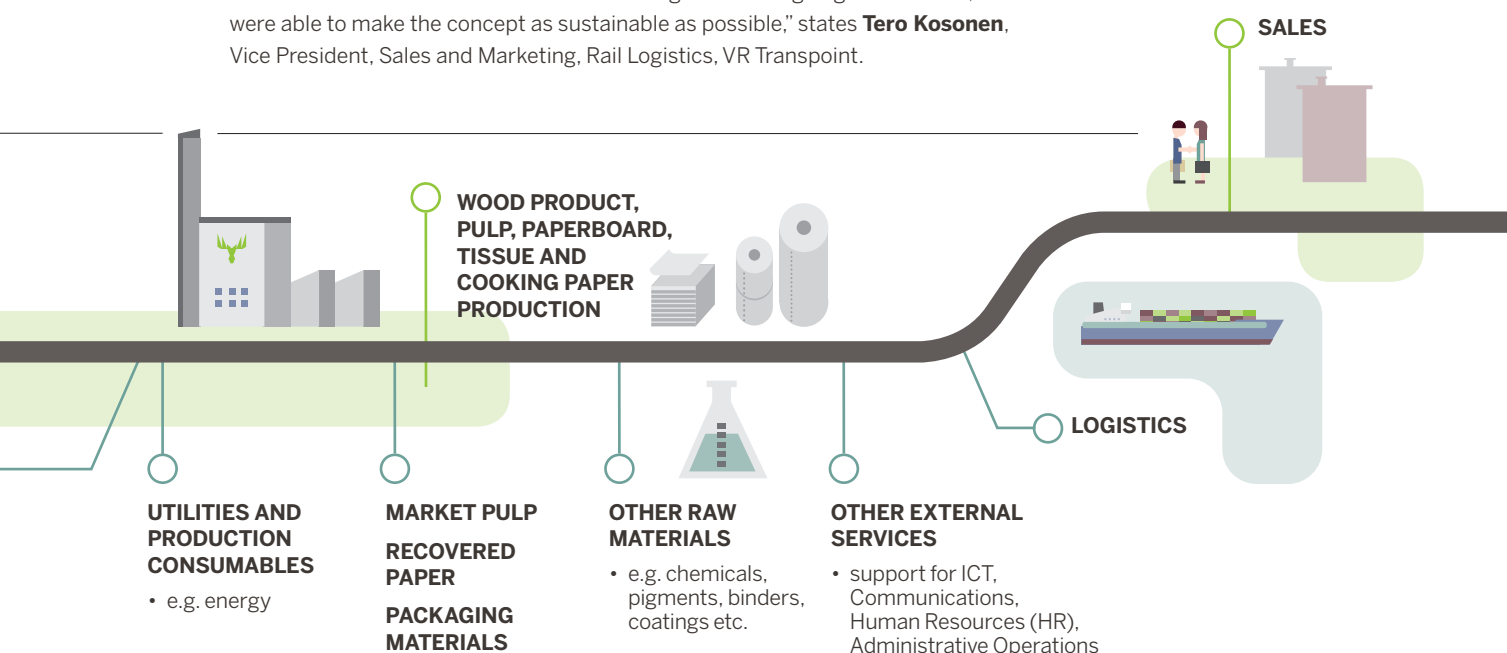 were able to make the concept as sustainable as possible,” states Tero Kosonen,
Vice President, Sales and Marketing, Rail Logistics, VR Transpoint.
SALES
WOOD PRODUCT,
PULP, PAPERBOARD,
TISSUE AND
COOKING PAPER
PRODUCTION
LOGISTICS
UTILITIES AND
PRODUCTION
CONSUMABLES
• e.g. energy
MARKET PULP
RECOVERED
PAPER
PACKAGING
MATERIALS
OTHER RAW
MATERIALS
• e.g. chemicals,
pigments, binders,
coatings etc.
OTHER EXTERNAL
SERVICES
• support for ICT,
Communications,
Human Resources (HR),
Administrative Operations